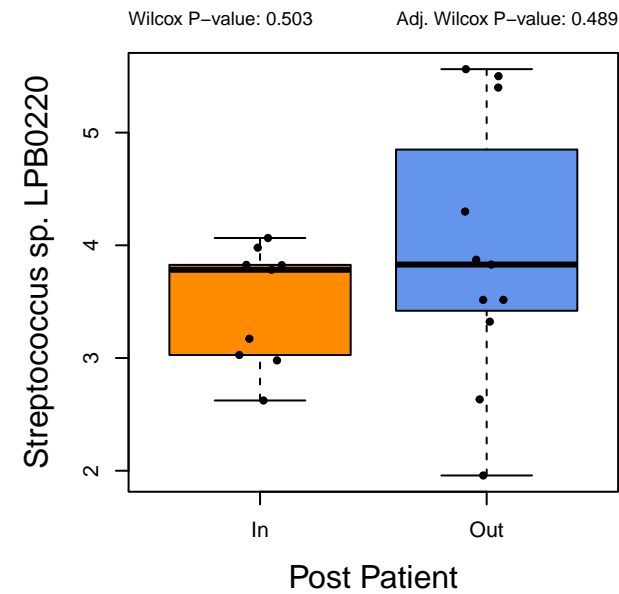 Wilcox P−value: 0.503 Adj. Wilcox P−value: 0.489
Streptococcus sp. LPB0220
5
4
3
2
In Out
Post Patient